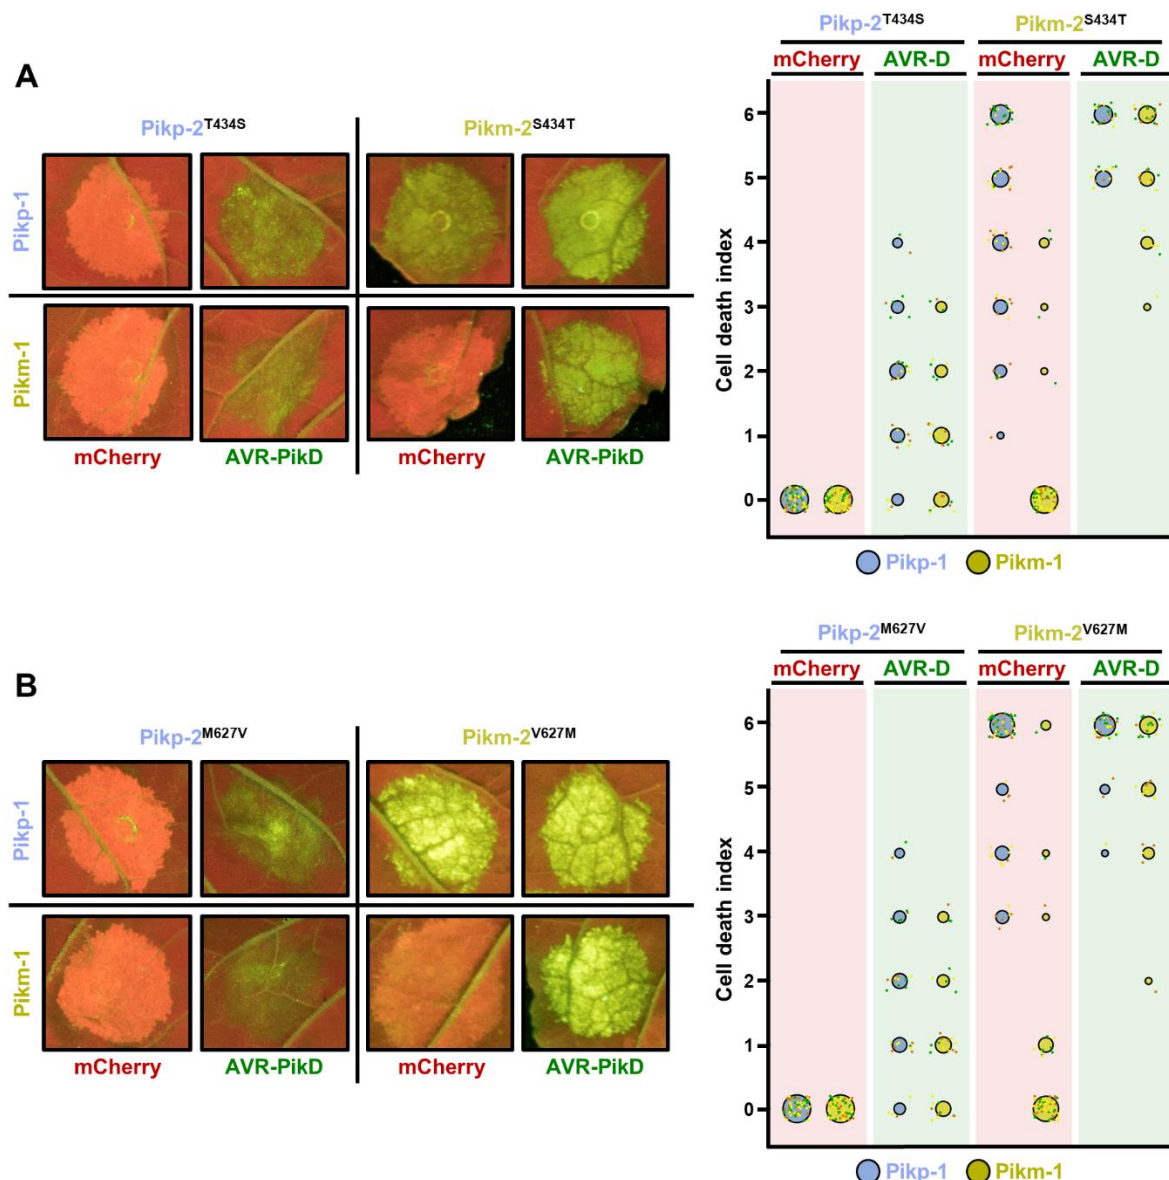 A
Pikp-2T434S Pikm-2S434T
Pikp-1
Pikm-1
mCherry AVR-PikD mCherry AVR-PikD
Pikp-2T434S Pikm-2S434T
mCherry AVR-D mCherry AVR-D
Cell death index
6
5
4
3
2
1
0
Pikp-1 Pikm-1
B
Pikp-2M627V Pikm-2V627M
Pikp-1
Pikm-1
mCherry AVR-PikD mCherry AVR-PikD
Pikp-2M627V Pikm-2V627M
mCherry AVR-D mCherry AVR-D
Cell death index
6
5
4
3
2
1
0
Pikp-1 Pikm-1